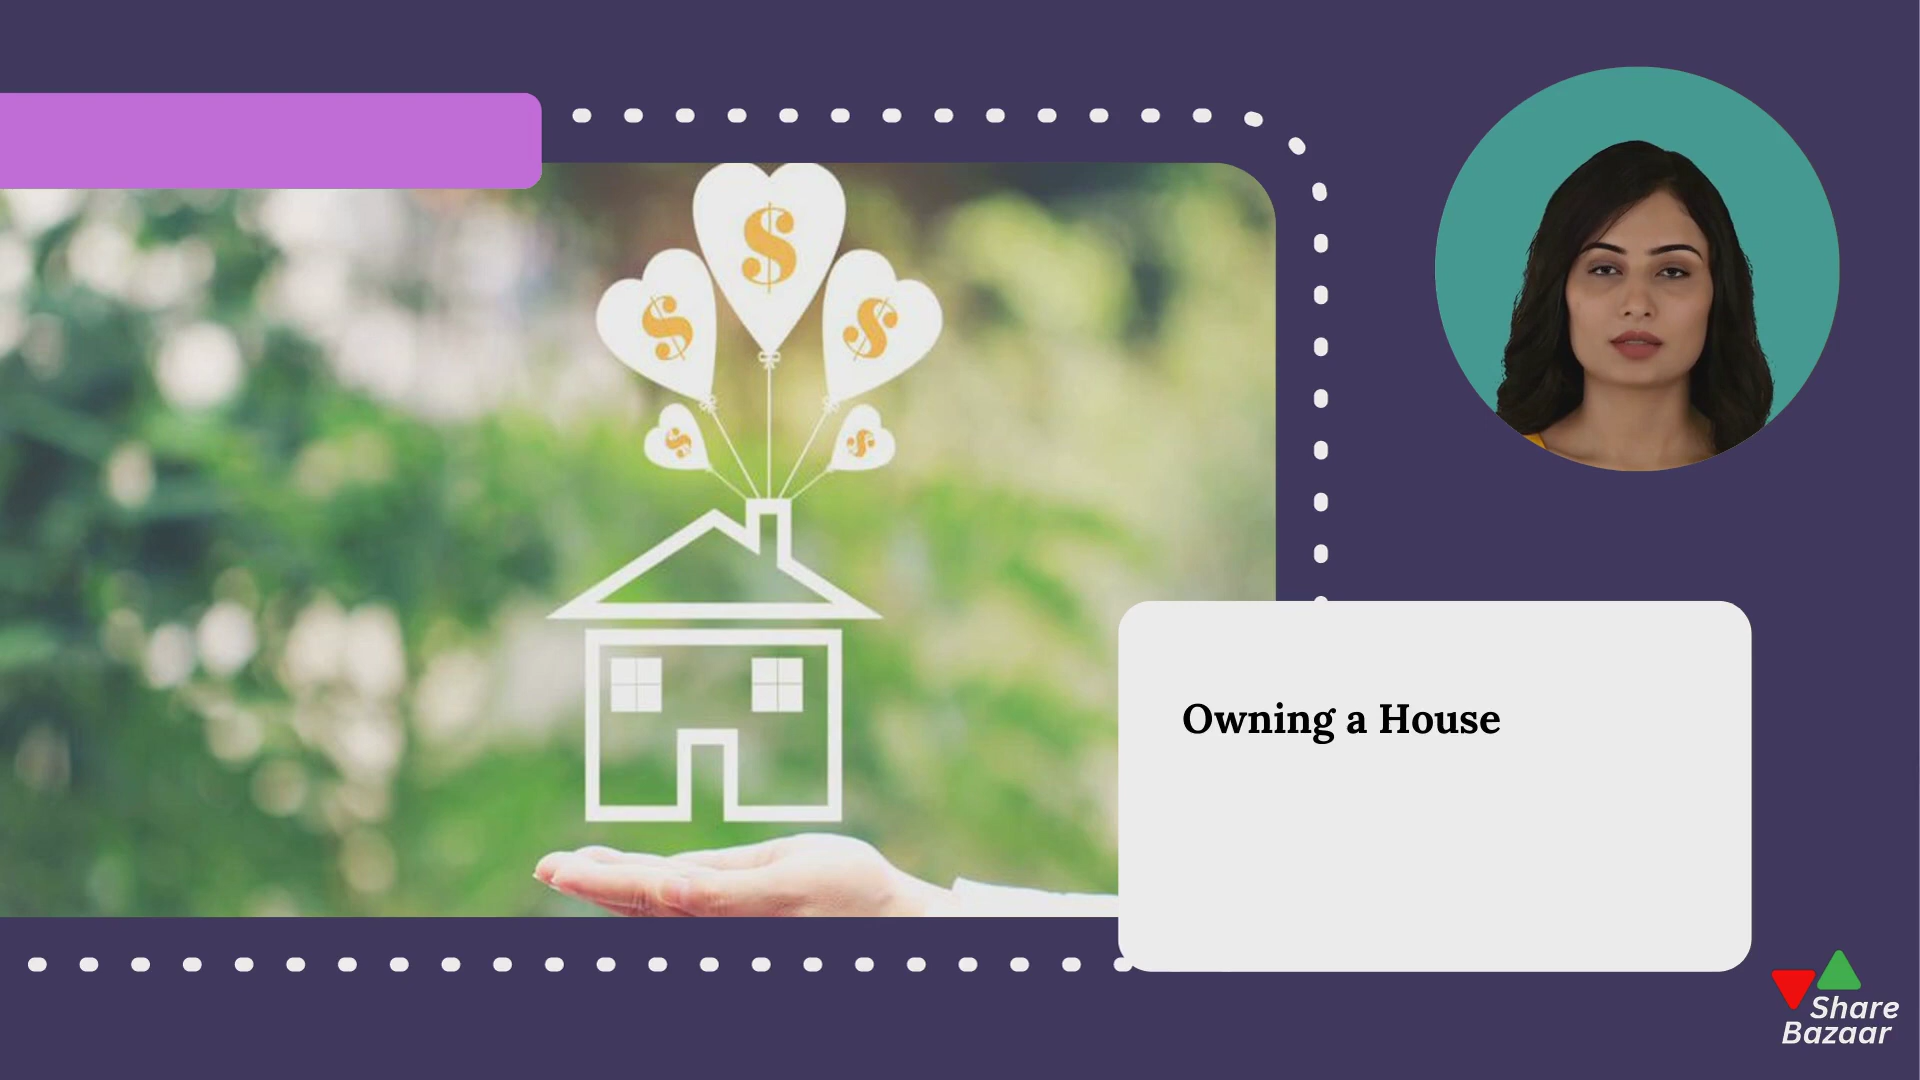 $
$ $
$ $
Owning a House
Share
Bazaar